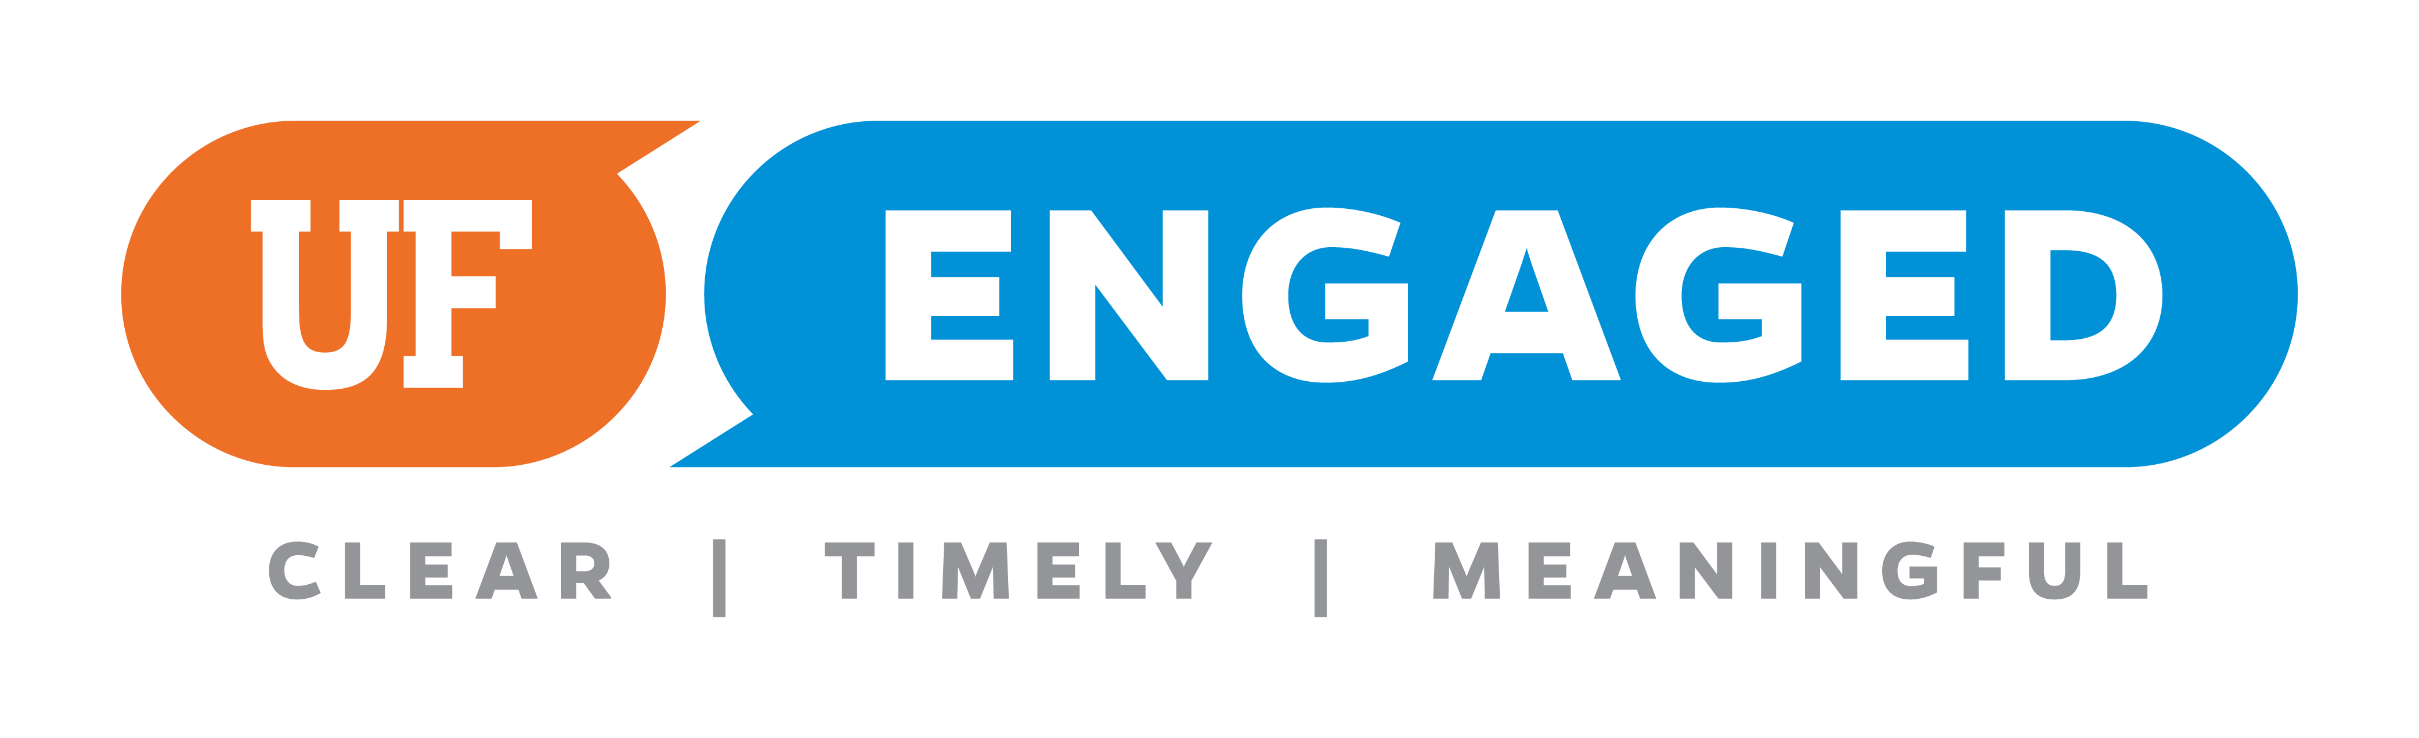 UF ENGAGED
CLEAR | TIMELY | MEANINGFUL